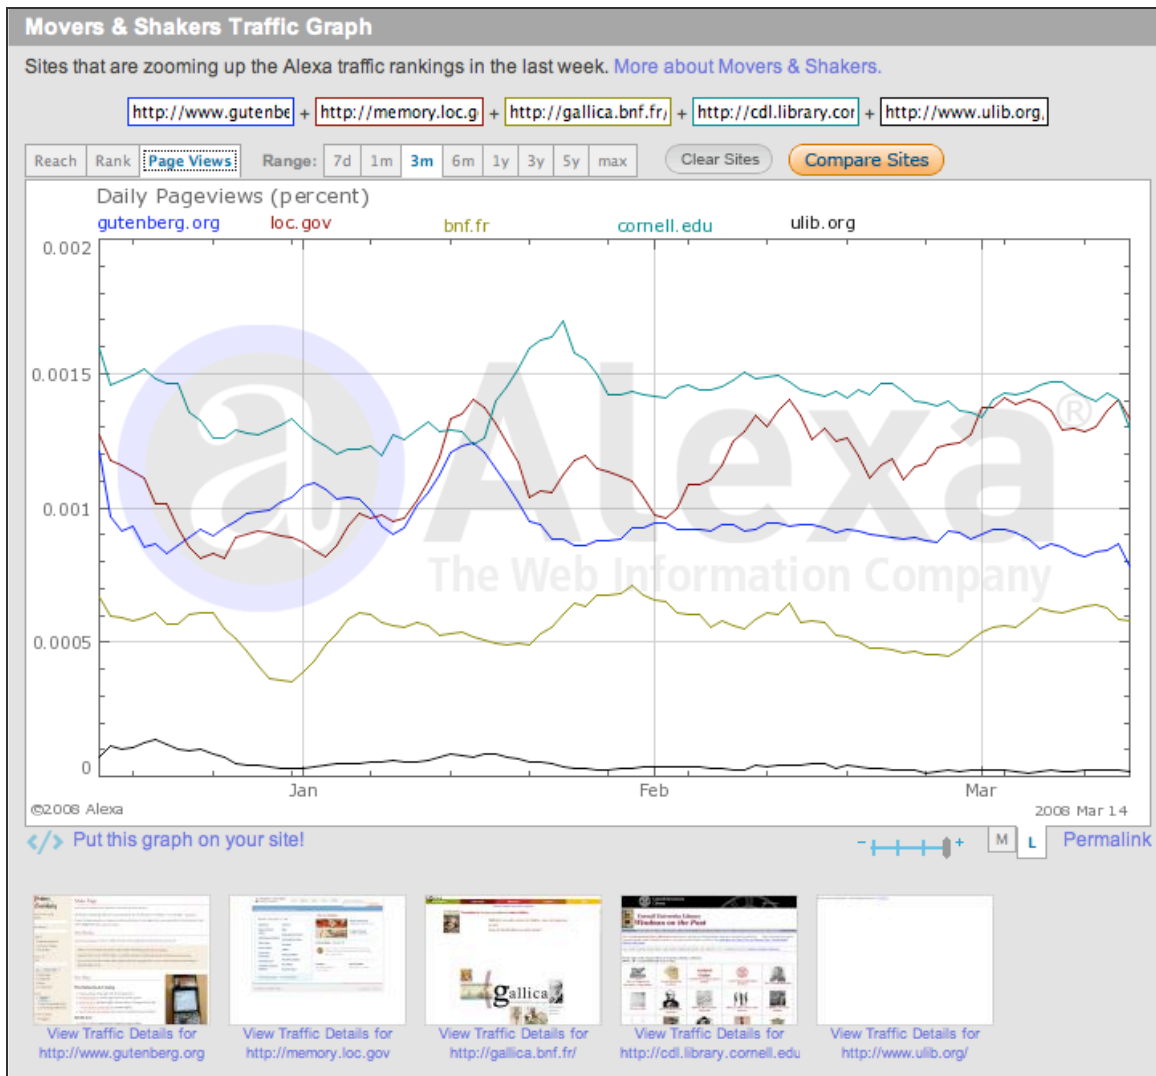 Movers & Shakers Traffic Graph
Sites that are zooming up the Alexa traffic rankings in the last week. More about Movers & Shakers.
http://www.gutenbe + http://memory.loc.g + http://gallica.bnf.fr/ + http://cdl.library.cor + http://www.ulib.org,
Reach Rank Page Views Range: 7d 1m 3m 6m 1y 3y 5y max Clear Sites Compare Sites
Daily Pageviews (percent)
gutenberg.org loc.gov bnf.fr cornell.edu ulib.org
0.002
0.0015
0.001
0.0005
0
a Alexa®
The Web Information Company
Jan Feb Mar
©2008 Alexa 2008 Mar 14
</> Put this graph on your site! - + M L Permalink
Windows on the Past
gallica
View Traffic Details for http://www.gutenberg.org
View Traffic Details for http://memory.loc.gov
View Traffic Details for http://gallica.bnf.fr/
View Traffic Details for http://cdl.library.cornell.edu
View Traffic Details for http://www.ulib.org/